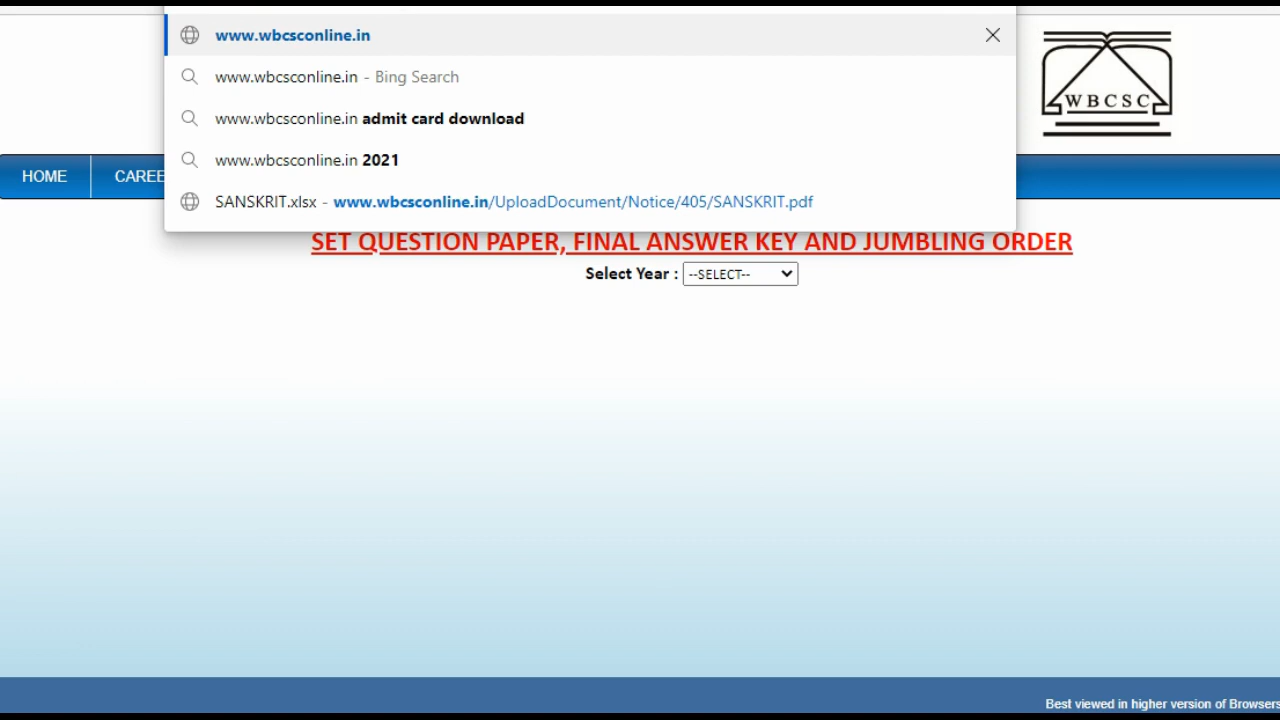 www.wbcsconline.in
www.wbcsconline.in - Bing Search
www.wbcsconline.in admit card download
www.wbcsconline.in 2021
SANSKRIT.xlsx - www.wbcsconline.in/UploadDocument/Notice/405/SANSKRIT.pdf
WBCSC
HOME
CAREE
SET QUESTION PAPER, FINAL ANSWER KEY AND JUMBLING ORDER
Select Year : --SELECT--
Best viewed in higher version of Browsers